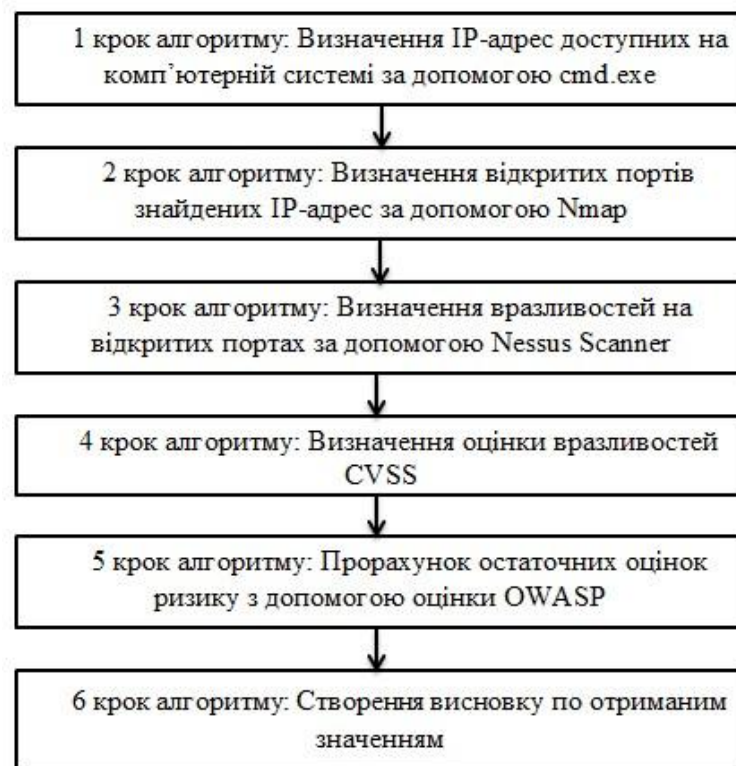 1 крок алгоритму: Визначення IP-адрес доступних на
комп’ютерній системі за допомогою cmd.exe
2 крок алгоритму: Визначення відкритих портів
знайдених IP-адрес за допомогою Nmap
3 крок алгоритму: Визначення вразливостей на
відкритих портах за допомогою Nessus Scanner
4 крок алгоритму: Визначення оцінки вразливостей
CVSS
5 крок алгоритму: Прорахунок остаточних оцінок
ризику з допомогою оцінки OWASP
6 крок алгоритму: Створення висновку по отриманим
значенням